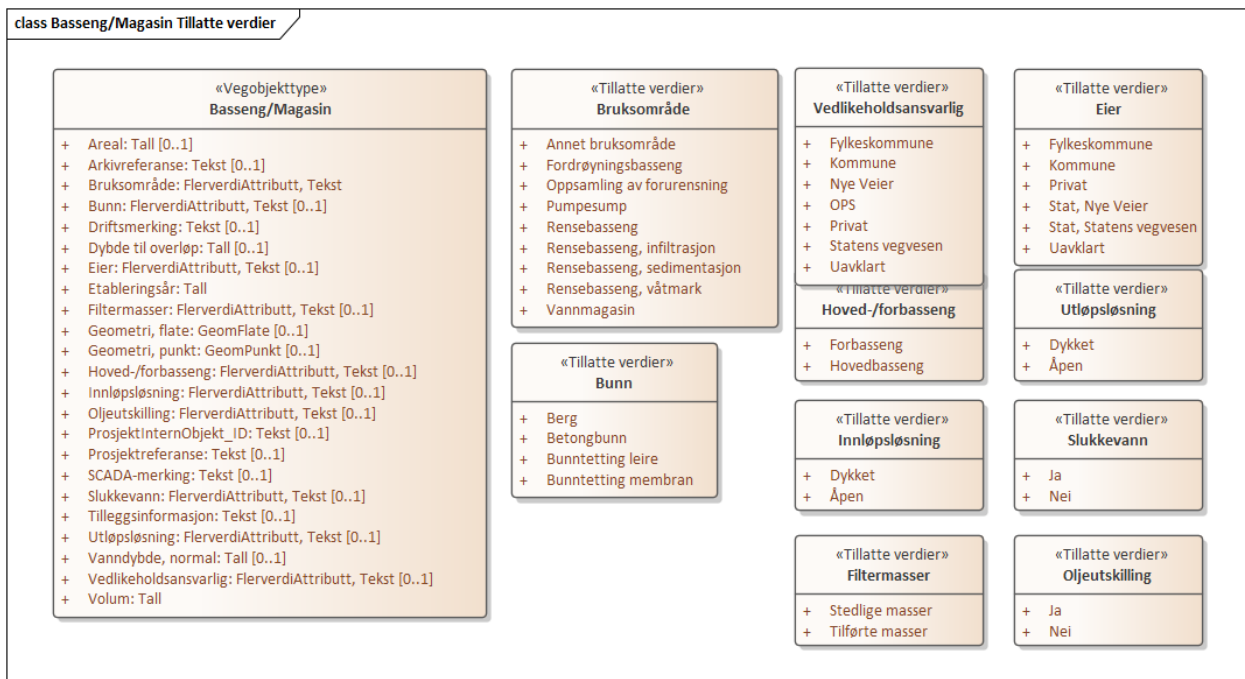 class Basseng/Magasin Tillatte verdier
«Vegobjekttype»
Basseng/Magasin
+ Areal: Tall [0..1]
+ Arkivreferanse: Tekst [0..1]
+ Bruksområde: FlerverdiAttributt, Tekst
+ Bunn: FlerverdiAttributt, Tekst [0..1]
+ Driftsmerking: Tekst [0..1]
+ Dybde til overløp: Tall [0..1]
+ Eier: FlerverdiAttributt, Tekst [0..1]
+ Etableringsår: Tall
+ Filtermasser: FlerverdiAttributt, Tekst [0..1]
+ Geometri, flate: GeomFlate [0..1]
+ Geometri, punkt: GeomPunkt [0..1]
+ Hoved-/forbasseng: FlerverdiAttributt, Tekst [0..1]
+ Innløpsløsning: FlerverdiAttributt, Tekst [0..1]
+ Oljeutskilling: FlerverdiAttributt, Tekst [0..1]
+ ProsjektInternObjekt_ID: Tekst [0..1]
+ Prosjektreferanse: Tekst [0..1]
+ SCADA-merking: Tekst [0..1]
+ Slukkevann: FlerverdiAttributt, Tekst [0..1]
+ Tilleggsinformasjon: Tekst [0..1]
+ Utløpsløsning: FlerverdiAttributt, Tekst [0..1]
+ Vanndybde, normal: Tall [0..1]
+ Vedlikeholdsansvarlig: FlerverdiAttributt, Tekst [0..1]
+ Volum: Tall
«Tillatte verdier»
Bruksområde
+ Annet bruksområde
+ Fordrøyningsbasseng
+ Oppsamling av forurensning
+ Pumpesump
+ Rensebasseng
+ Rensebasseng, infiltrasjon
+ Rensebasseng, sedimentasjon
+ Rensebasseng, våtmark
+ Vannmagasin
«Tillatte verdier»
Bunn
+ Berg
+ Betongbunn
+ Bunntetting leire
+ Bunntetting membran
«Tillatte verdier»
Vedlikeholdsansvarlig
+ Fylkeskommune
+ Kommune
+ Nye Veier
+ OPS
+ Privat
+ Statens vegvesen
+ Uavklart
«Tillatte verdier»
Hoved-/forbasseng
+ Forbasseng
+ Hovedbasseng
«Tillatte verdier»
Innløpsløsning
+ Dykket
+ Åpen
«Tillatte verdier»
Filtermasser
+ Stedlige masser
+ Tilførte masser
«Tillatte verdier»
Eier
+ Fylkeskommune
+ Kommune
+ Privat
+ Stat, Nye Veier
+ Stat, Statens vegvesen
+ Uavklart
«Tillatte verdier»
Utløpsløsning
+ Dykket
+ Åpen
«Tillatte verdier»
Slukkevann
+ Ja
+ Nei
«Tillatte verdier»
Oljeutskilling
+ Ja
+ Nei